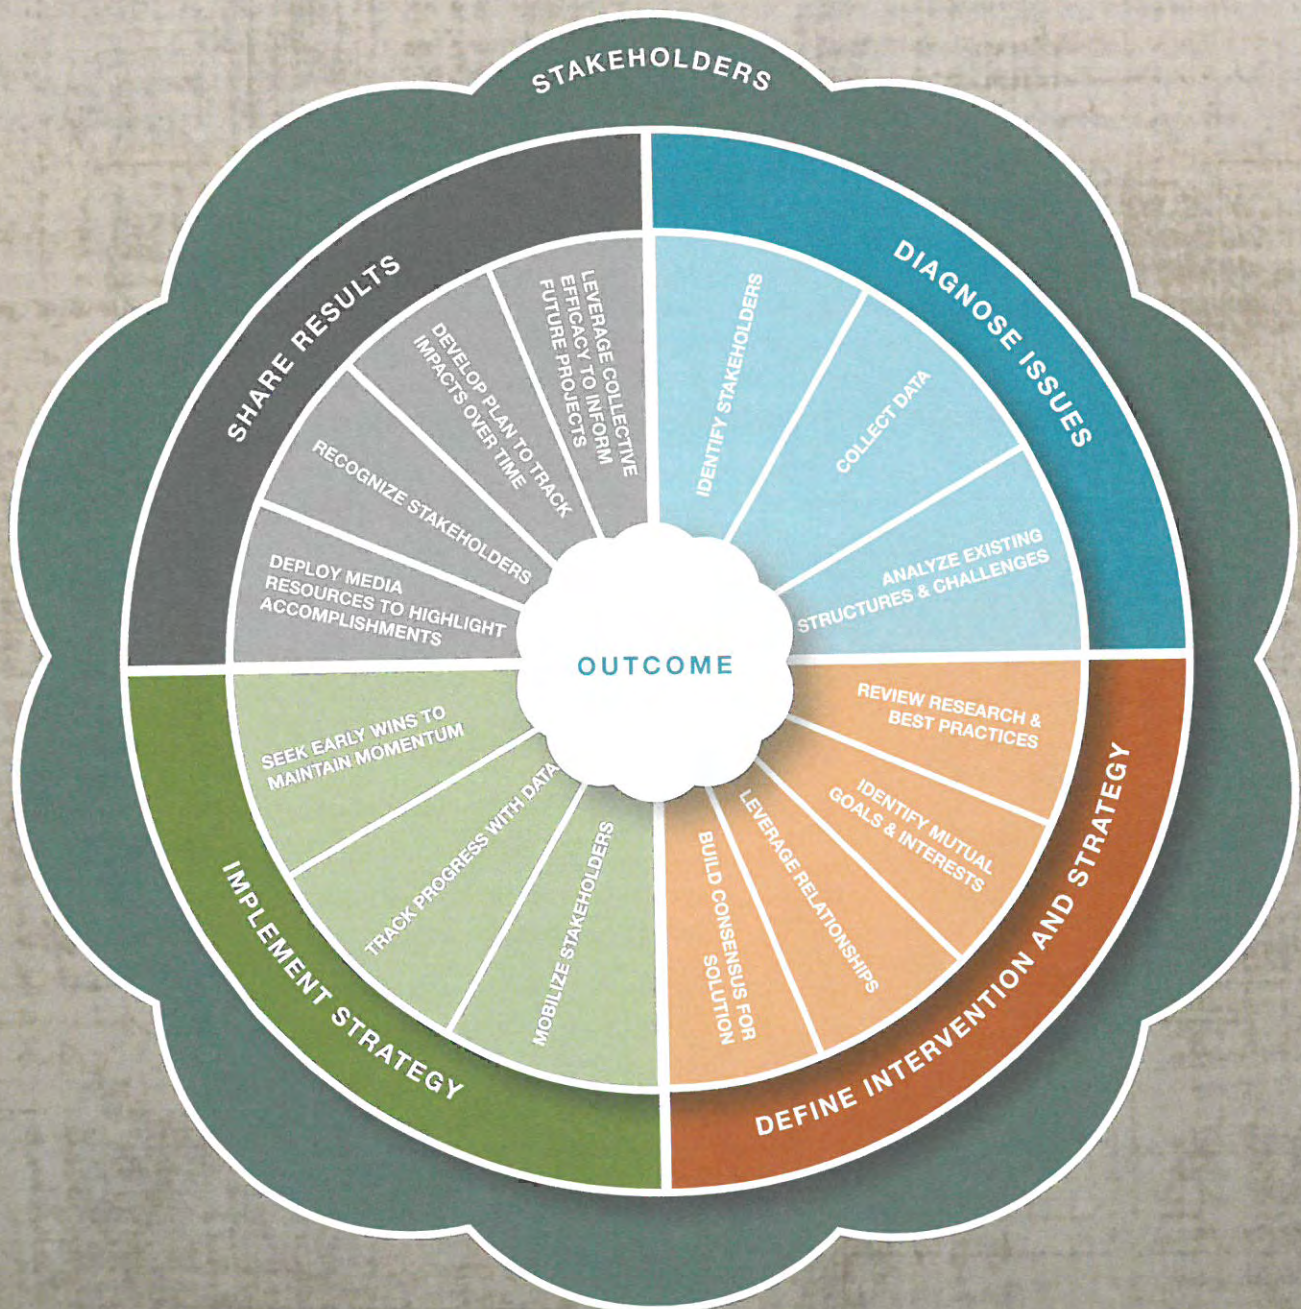 STAKEHOLDERS
DIAGNOSE ISSUES
IDENTIFY STAKEHOLDERS
COLLECT DATA
ANALYZE EXISTING
STRUCTURES & CHALLENGES
DEFINE INTERVENTION AND STRATEGY
REVIEW RESEARCH &
BEST PRACTICES
IDENTIFY MUTUAL
GOALS & INTERESTS
LEVERAGE RELATIONSHIPS
BUILD CONSENSUS FOR
SOLUTION
IMPLEMENT STRATEGY
MOBILIZE STAKEHOLDERS
TRACK PROGRESS WITH DATA
SEEK EARLY WINS TO
MAINTAIN MOMENTUM
SHARE RESULTS
DEPLOY MEDIA
RESOURCES TO HIGHLIGHT
ACCOMPLISHMENTS
RECOGNIZE STAKEHOLDERS
DEVELOP PLAN TO TRACK
IMPACTS OVER TIME
LEVERAGE COLLECTIVE
EFFICACY TO INFORM
FUTURE PROJECTS
OUTCOME